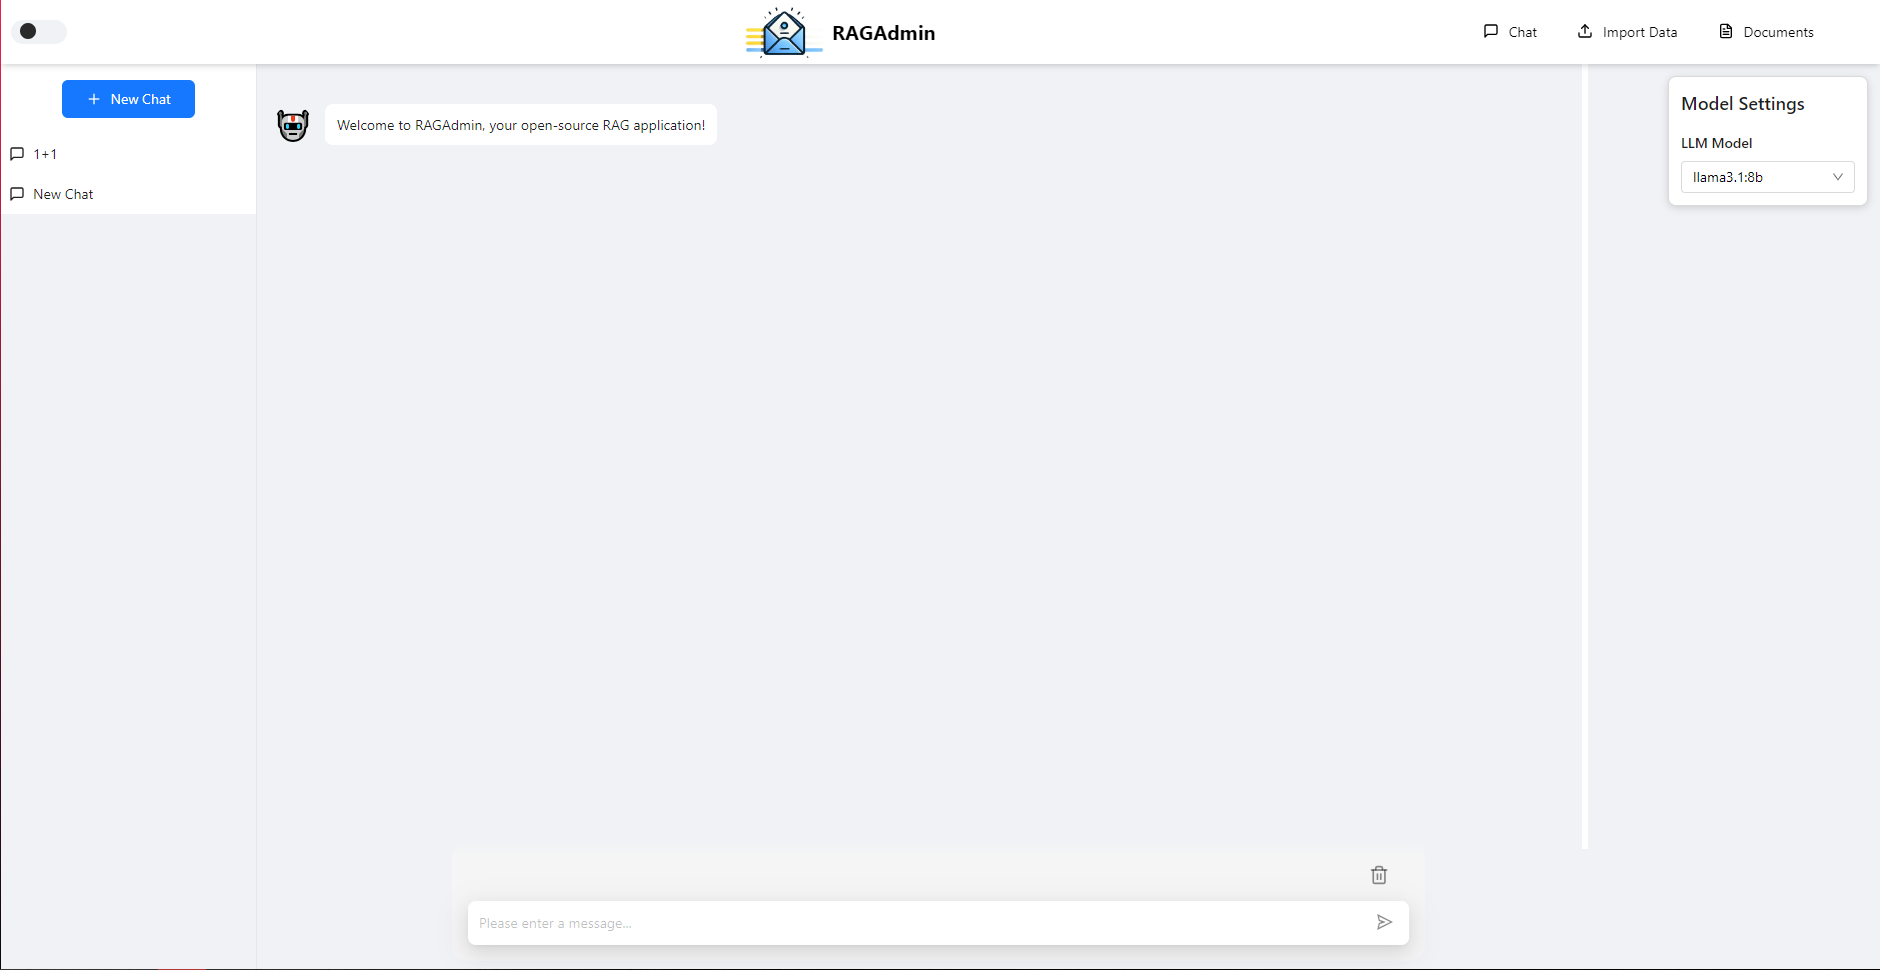 RAGAdmin
Chat
Import Data
Documents
New Chat
1+1
New Chat
Welcome to RAGAdmin, your open-source RAG application!
Model Settings
LLM Model
llama3.1:8b
Please enter a message...